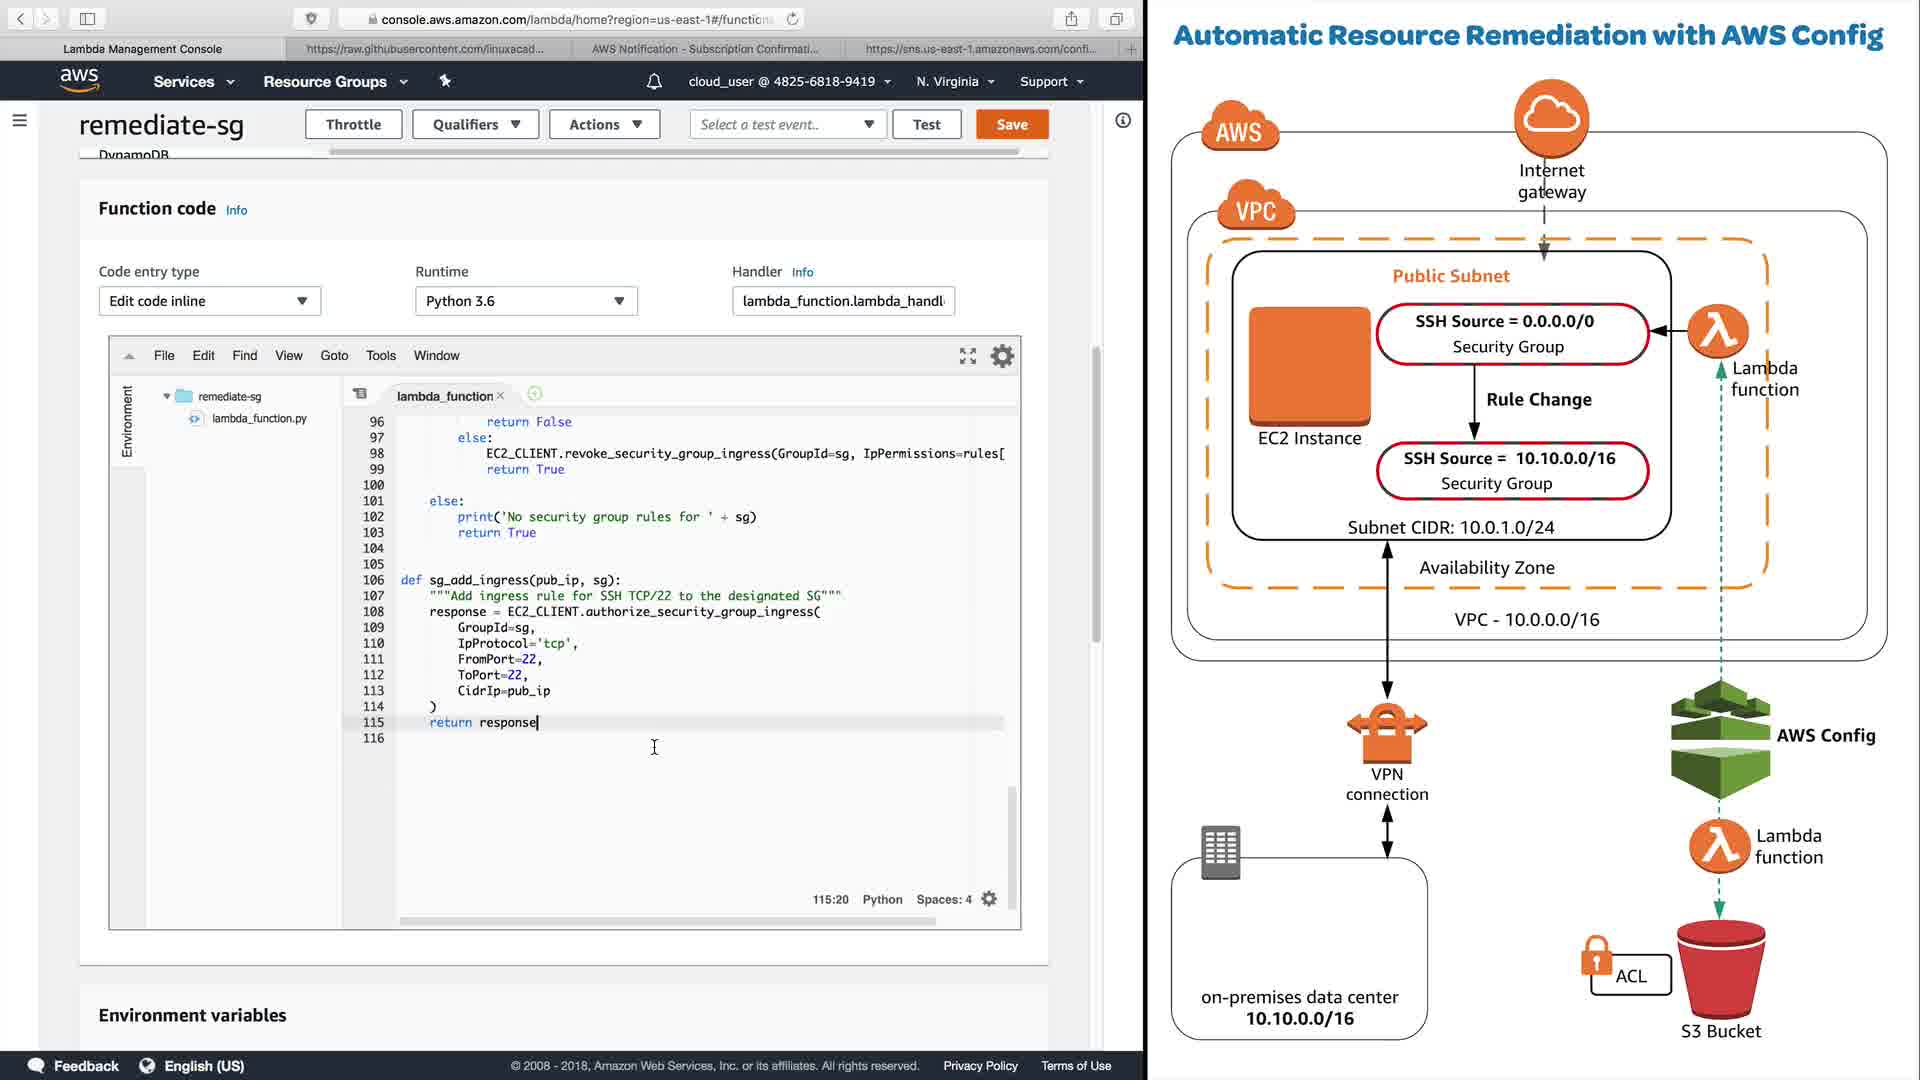 console.aws.amazon.com/lambda/home?region=us-east-1#/function
Lambda Management Console
https://raw.githubusercontent.com/linuxacad...
AWS Notification - Subscription Confirmati...
https://sns.us-east-1.amazonaws.com/confi...
aws
Services
Resource Groups
cloud_user @ 4825-6818-9419
N. Virginia
Support
remediate-sg
Throttle
Qualifiers
Actions
Select a test event..
Test
Save
DynamoDB
Function code Info
Code entry type
Runtime
Handler Info
Edit code inline
Python 3.6
lambda_function.lambda_handl
File Edit Find View Goto Tools Window
Environment
remediate-sg
lambda_function.py
lambda_function
96 return False
97 else:
98 EC2_CLIENT.revoke_security_group_ingress(GroupId=sg, IpPermissions=rules[
99 return True
100
101 else:
102 print('No security group rules for ' + sg)
103 return True
104
105
106 def sg_add_ingress(pub_ip, sg):
107 """Add ingress rule for SSH TCP/22 to the designated SG"""
108 response = EC2_CLIENT.authorize_security_group_ingress(
109 GroupId=sg,
110 IpProtocol='tcp',
111 FromPort=22,
112 ToPort=22,
113 CidrIp=pub_ip
114 )
115 return response
116
115:20 Python Spaces: 4
Environment variables
Feedback
English (US)
© 2008 - 2018, Amazon Web Services, Inc. or its affiliates. All rights reserved.
Privacy Policy
Terms of Use
Automatic Resource Remediation with AWS Config
AWS
Internet
gateway
VPC
Public Subnet
SSH Source = 0.0.0.0/0
Security Group
Lambda
function
Rule Change
EC2 Instance
SSH Source = 10.10.0.0/16
Security Group
Subnet CIDR: 10.0.1.0/24
Availability Zone
VPC - 10.0.0.0/16
AWS Config
VPN
connection
Lambda
function
ACL
on-premises data center
10.10.0.0/16
S3 Bucket